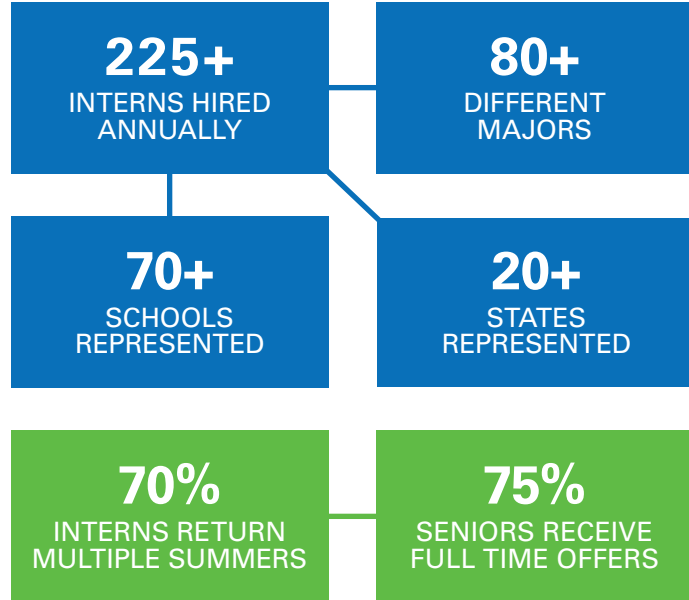 225+
INTERNS HIRED
ANNUALLY
80+
DIFFERENT
MAJORS
70+
SCHOOLS
REPRESENTED
20+
STATES
REPRESENTED
70%
INTERNS RETURN
MULTIPLE SUMMERS
75%
SENIORS RECEIVE
FULL TIME OFFERS